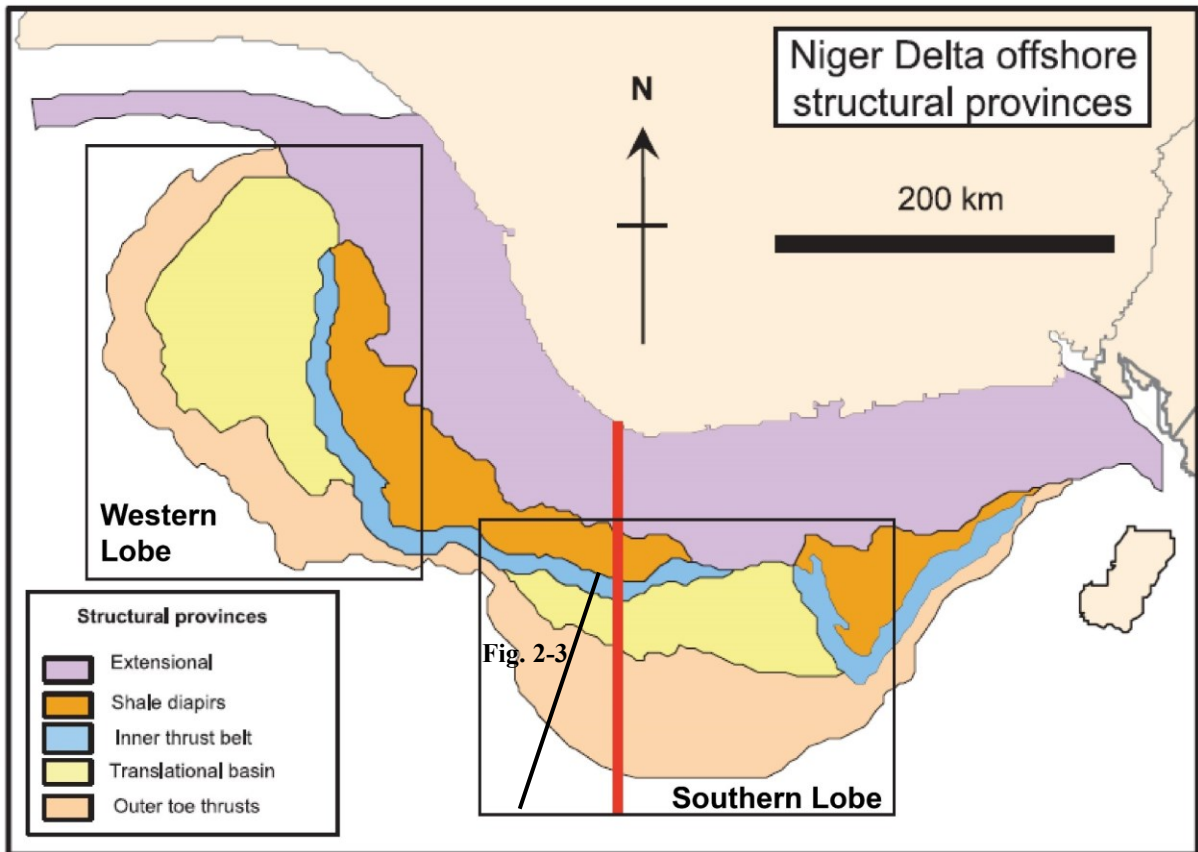 Niger Delta offshore
structural provinces
N
200 km
Western
Lobe
Fig. 2-3
Southern Lobe
Structural provinces
Extensional
Shale diapirs
Inner thrust belt
Translational basin
Outer toe thrusts